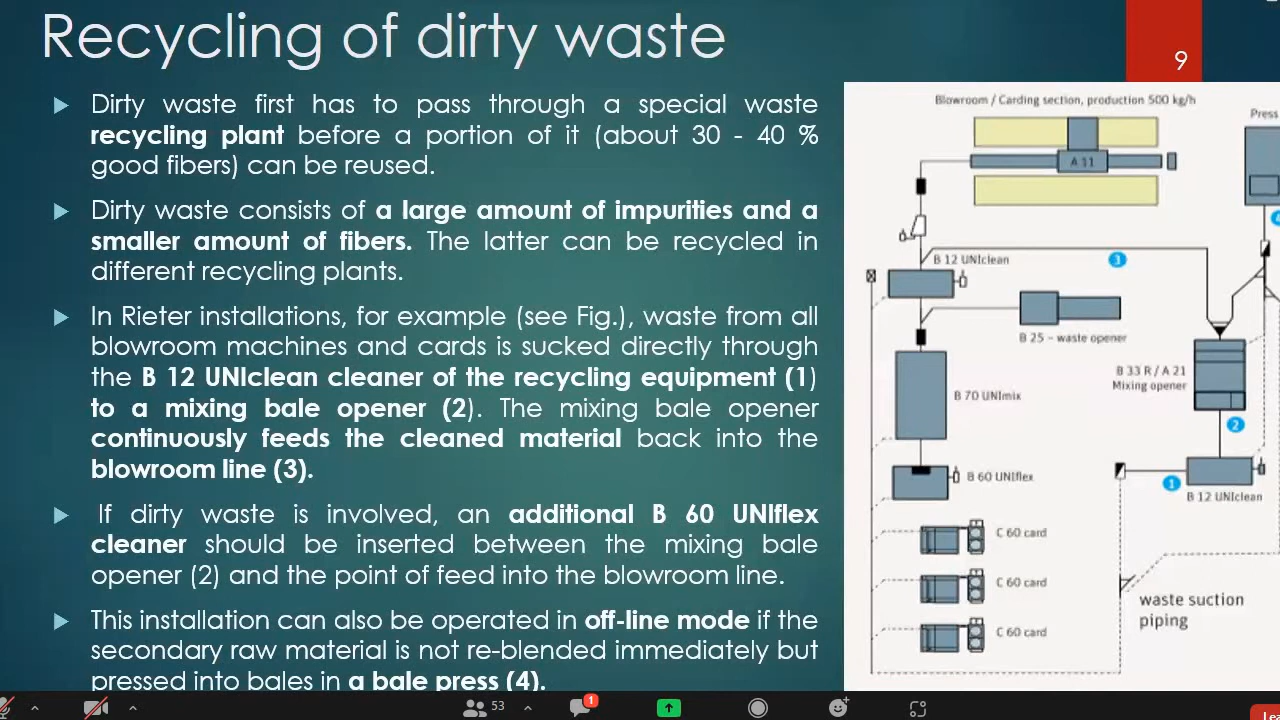 Recycling of dirty waste
9
Dirty waste first has to pass through a special waste
recycling plant before a portion of it (about 30 - 40 %
good fibers) can be reused.
Dirty waste consists of a large amount of impurities and a
smaller amount of fibers. The latter can be recycled in
different recycling plants.
In Rieter installations, for example (see Fig.), waste from all
blowroom machines and cards is sucked directly through
the B 12 UNIclean cleaner of the recycling equipment (1)
to a mixing bale opener (2). The mixing bale opener
continuously feeds the cleaned material back into the
blowroom line (3).
If dirty waste is involved, an additional B 60 UNIflex
cleaner should be inserted between the mixing bale
opener (2) and the point of feed into the blowroom line.
This installation can also be operated in off-line mode if the
secondary raw material is not re-blended immediately but
pressed into bales in a bale press (4).
Blowroom / Carding section, production 500 kg/h
Press
A 11
B 12 UNIclean
3
B 25 – waste opener
B 33 R / A 21
Mixing opener
B 70 UNImix
2
B 60 UNIflex
1
B 12 UNIclean
C 60 card
C 60 card
C 60 card
waste suction
piping
53
1